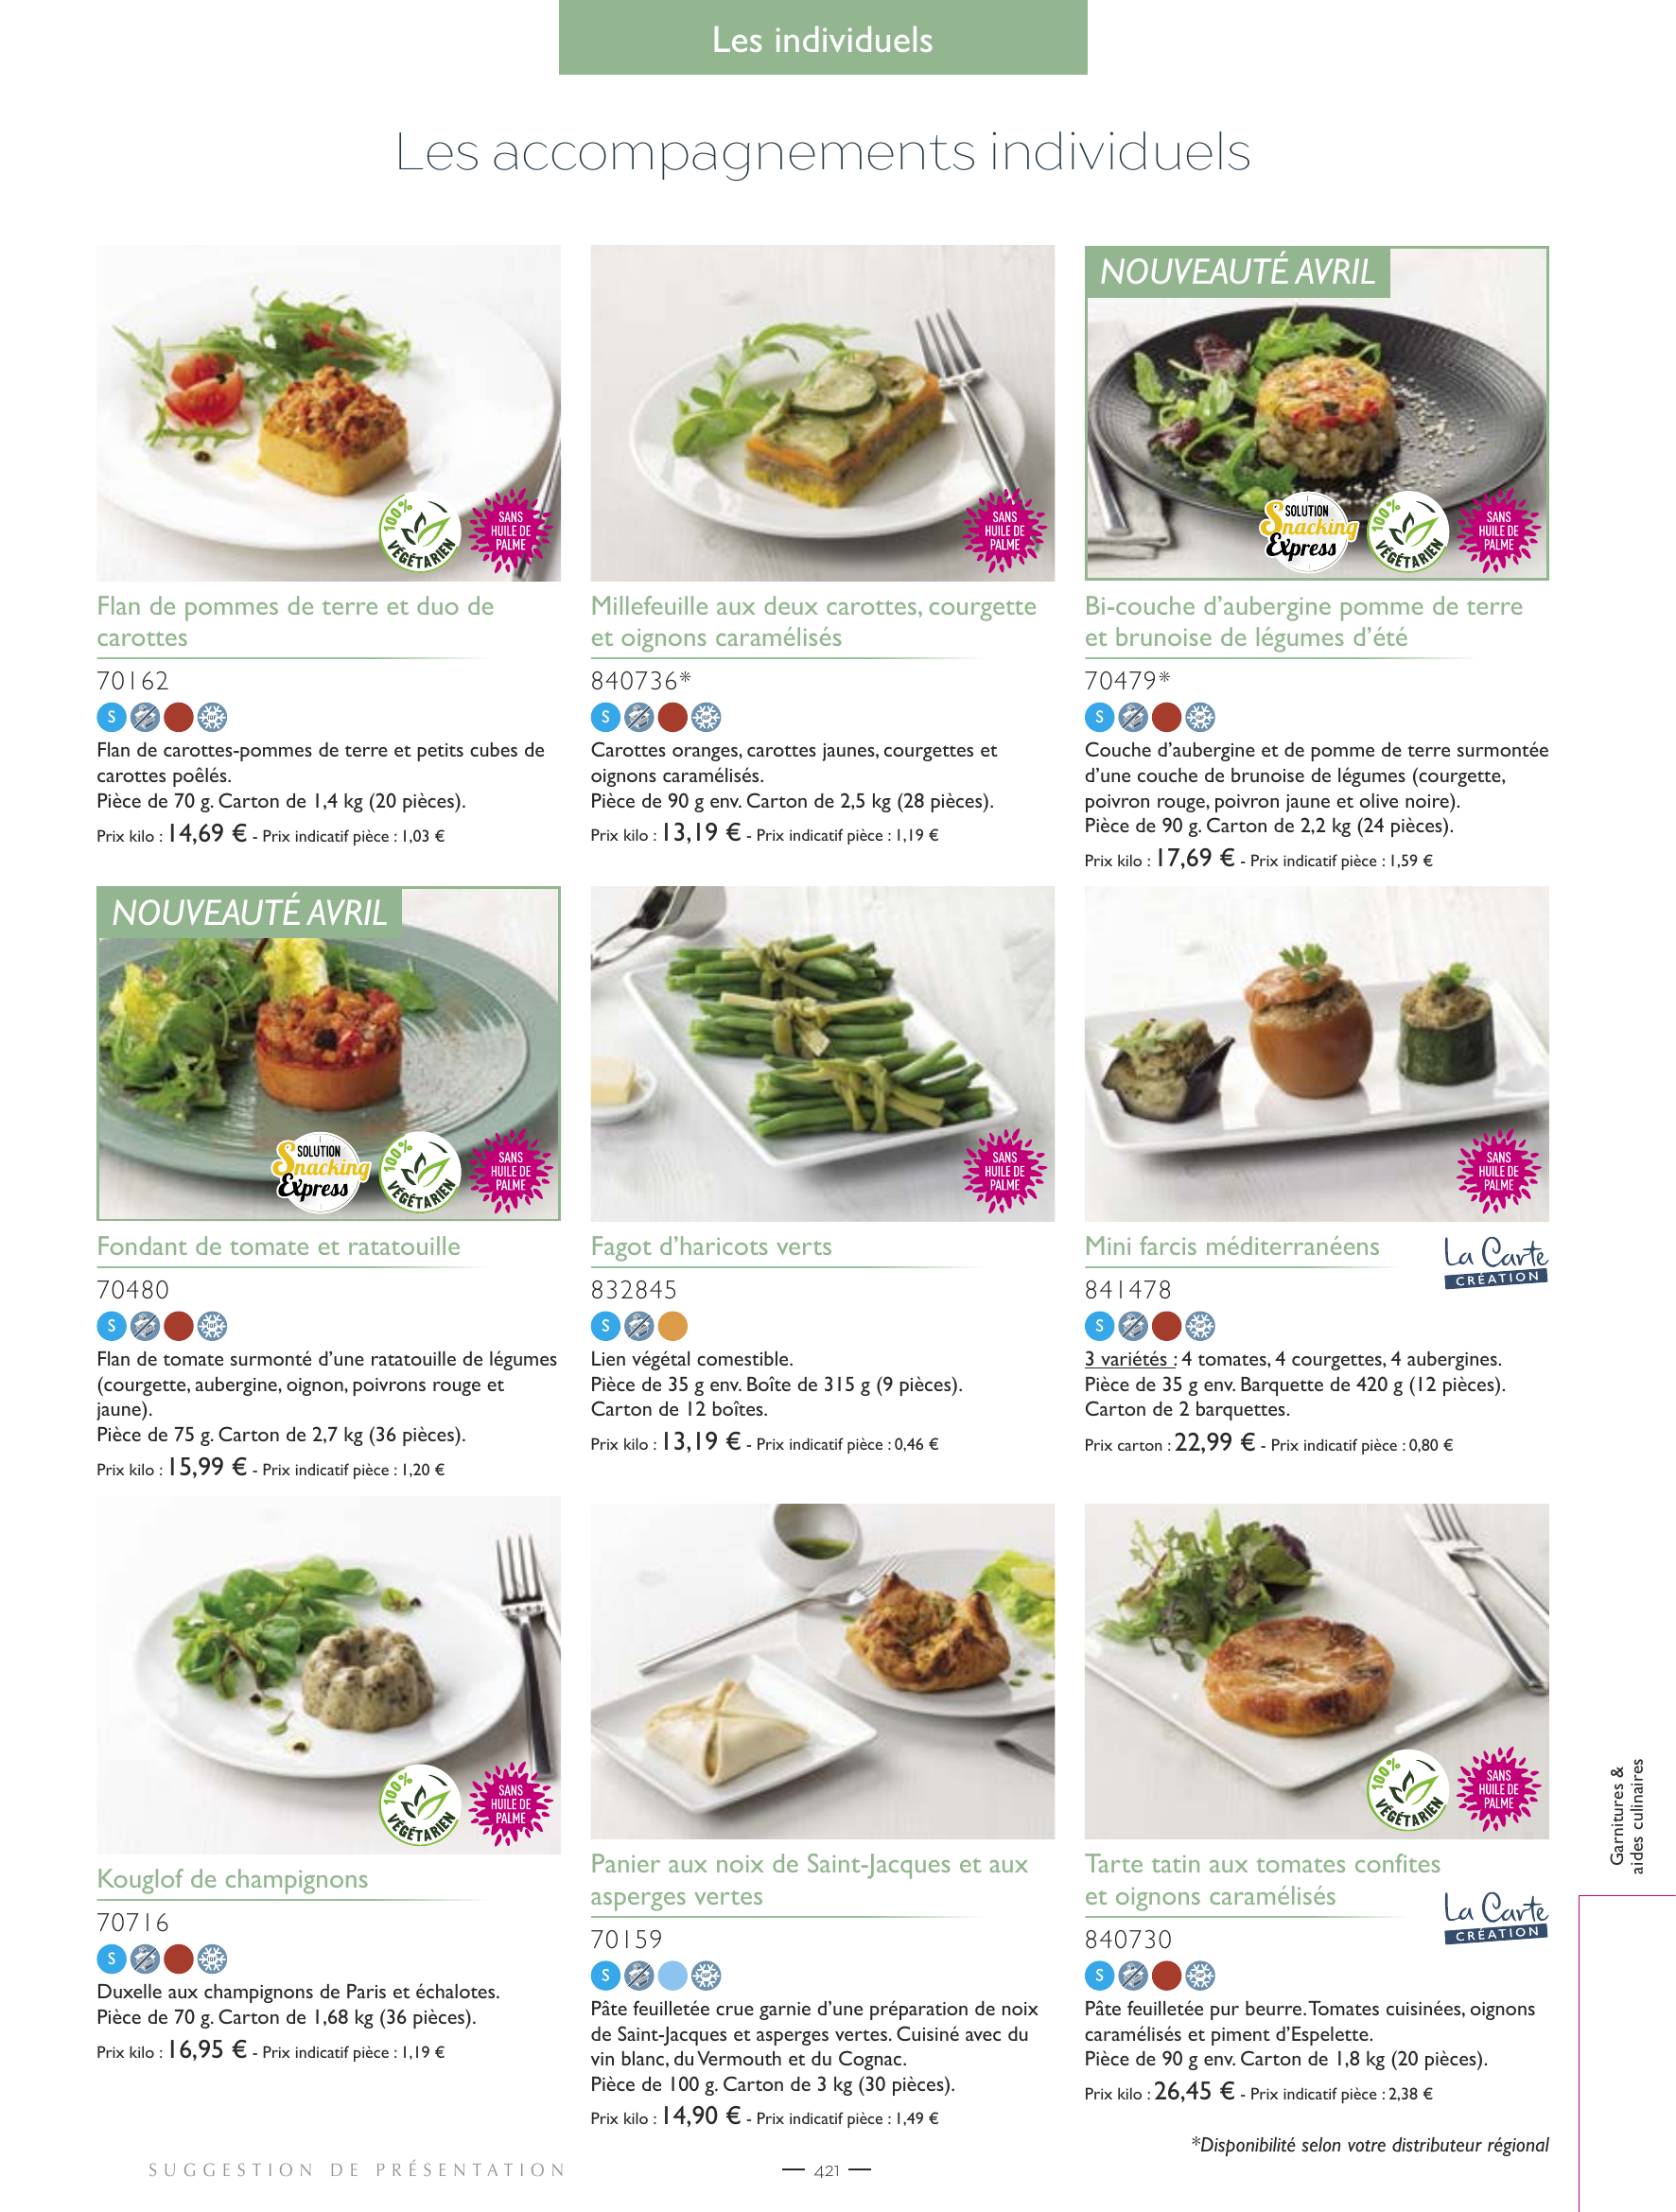 Les individuels
Les accompagnements individuels
100%
VÉGÉTARIEN
SANS
HUILE DE
PALME
Flan de pommes de terre et duo de
carottes
70162
S
Flan de carottes-pommes de terre et petits cubes de
carottes poêlés.
Pièce de 70 g. Carton de 1,4 kg (20 pièces).
Prix kilo : 14,69 € - Prix indicatif pièce : 1,03 €
SANS
HUILE DE
PALME
Millefeuille aux deux carottes, courgette
et oignons caramélisés
840736*
S
Carottes oranges, carottes jaunes, courgettes et
oignons caramélisés.
Pièce de 90 g env. Carton de 2,5 kg (28 pièces).
Prix kilo : 13,19 € - Prix indicatif pièce : 1,19 €
NOUVEAUTÉ AVRIL
SOLUTION
Snacking
Express
100%
VÉGÉTARIEN
SANS
HUILE DE
PALME
Bi-couche d’aubergine pomme de terre
et brunoise de légumes d’été
70479*
S
Couche d’aubergine et de pomme de terre surmontée
d’une couche de brunoise de légumes (courgette,
poivron rouge, poivron jaune et olive noire).
Pièce de 90 g. Carton de 2,2 kg (24 pièces).
Prix kilo : 17,69 € - Prix indicatif pièce : 1,59 €
NOUVEAUTÉ AVRIL
SOLUTION
Snacking
Express
100%
VÉGÉTARIEN
SANS
HUILE DE
PALME
Fondant de tomate et ratatouille
70480
S
Flan de tomate surmonté d’une ratatouille de légumes
(courgette, aubergine, oignon, poivrons rouge et
jaune).
Pièce de 75 g. Carton de 2,7 kg (36 pièces).
Prix kilo : 15,99 € - Prix indicatif pièce : 1,20 €
SANS
HUILE DE
PALME
Fagot d’haricots verts
832845
S
Lien végétal comestible.
Pièce de 35 g env. Boîte de 315 g (9 pièces).
Carton de 12 boîtes.
Prix kilo : 13,19 € - Prix indicatif pièce : 0,46 €
SANS
HUILE DE
PALME
Mini farcis méditerranéens
La Carte
CRÉATION
841478
S
3 variétés : 4 tomates, 4 courgettes, 4 aubergines.
Pièce de 35 g env. Barquette de 420 g (12 pièces).
Carton de 2 barquettes.
Prix carton : 22,99 € - Prix indicatif pièce : 0,80 €
100%
VÉGÉTARIEN
SANS
HUILE DE
PALME
Kouglof de champignons
70716
S
Duxelle aux champignons de Paris et échalotes.
Pièce de 70 g. Carton de 1,68 kg (36 pièces).
Prix kilo : 16,95 € - Prix indicatif pièce : 1,19 €
Panier aux noix de Saint-Jacques et aux
asperges vertes
70159
S
Pâte feuilletée crue garnie d’une préparation de noix
de Saint-Jacques et asperges vertes. Cuisiné avec du
vin blanc, du Vermouth et du Cognac.
Pièce de 100 g. Carton de 3 kg (30 pièces).
Prix kilo : 14,90 € - Prix indicatif pièce : 1,49 €
100%
VÉGÉTARIEN
SANS
HUILE DE
PALME
Tarte tatin aux tomates confites
et oignons caramélisés
La Carte
CRÉATION
840730
S
Pâte feuilletée pur beurre. Tomates cuisinées, oignons
caramélisés et piment d’Espelette.
Pièce de 90 g env. Carton de 1,8 kg (20 pièces).
Prix kilo : 26,45 € - Prix indicatif pièce : 2,38 €
Garnitures &
aides culinaires
*Disponibilité selon votre distributeur régional
SUGGESTION DE PRÉSENTATION
421